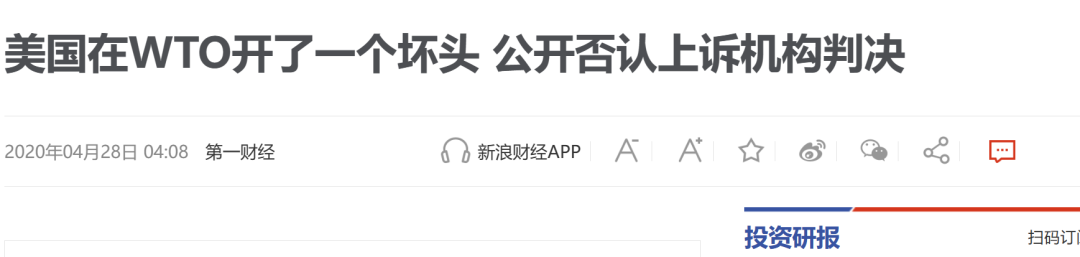 美国在WTO开了一个坏头 公开否认上诉机构判决
2020年04月28日 04:08 第一财经 新浪财经APP A- A+
投资研报 扫码订